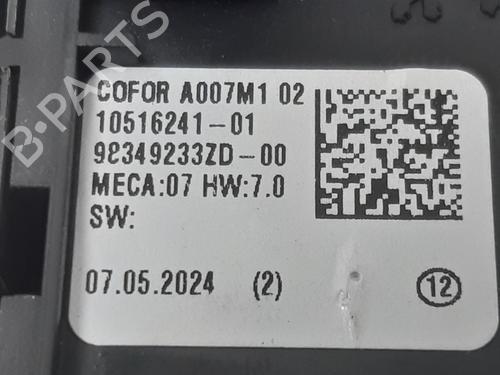 COFOR A007M1 02
10516241-01
98349233ZD-00
MECA:07 HW:7.0
SW:
07.05.2024 (2) 12
B-Parts